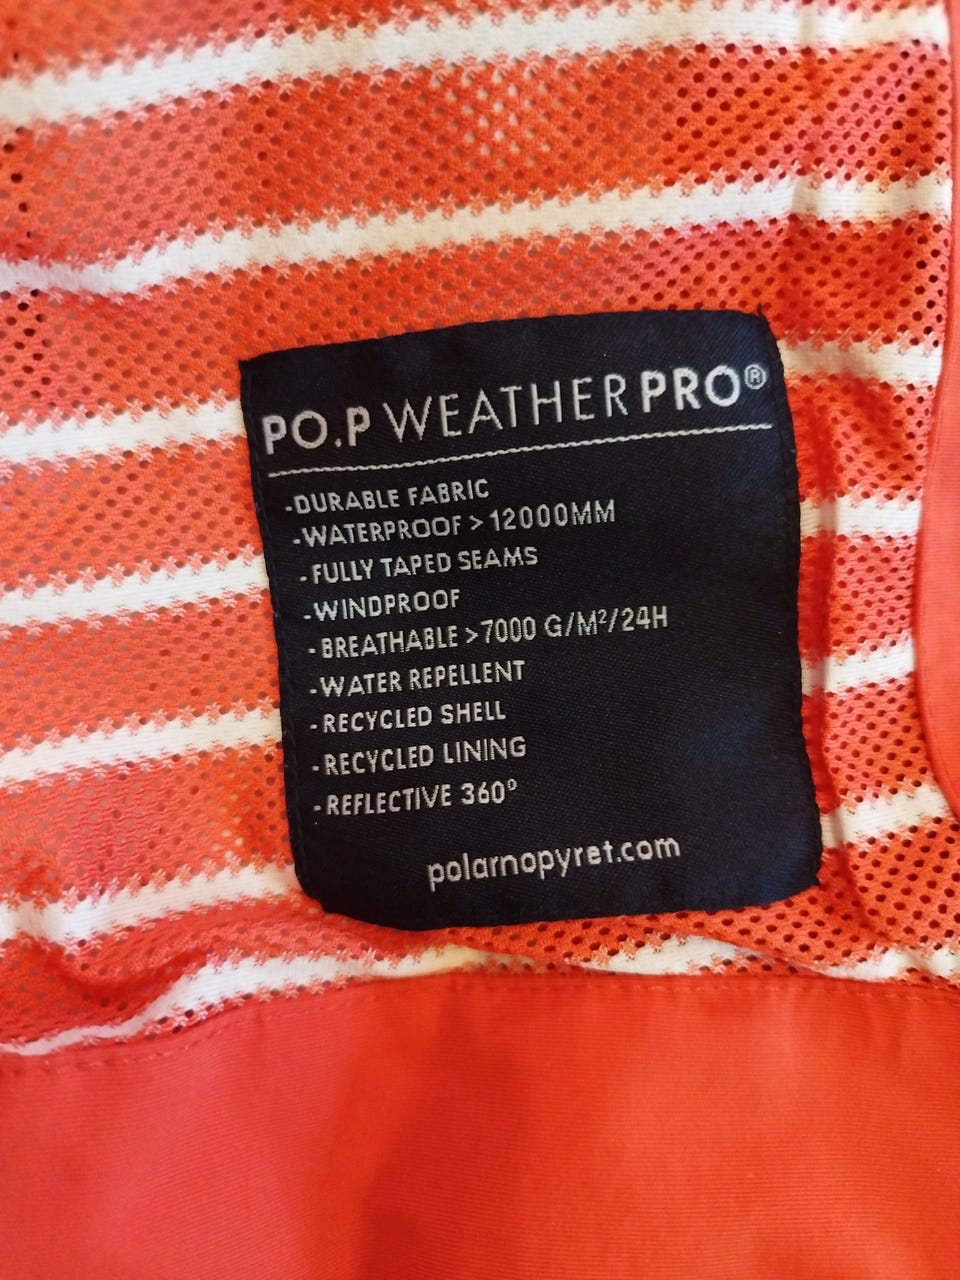 PO.P WEATHERPRO®
-DURABLE FABRIC
-WATERPROOF >12000MM
-FULLY TAPED SEAMS
-WINDPROOF
-BREATHABLE >7000 G/M²/24H
-WATER REPELLENT
-RECYCLED SHELL
-RECYCLED LINING
-REFLECTIVE 360°
polarnopyret.com